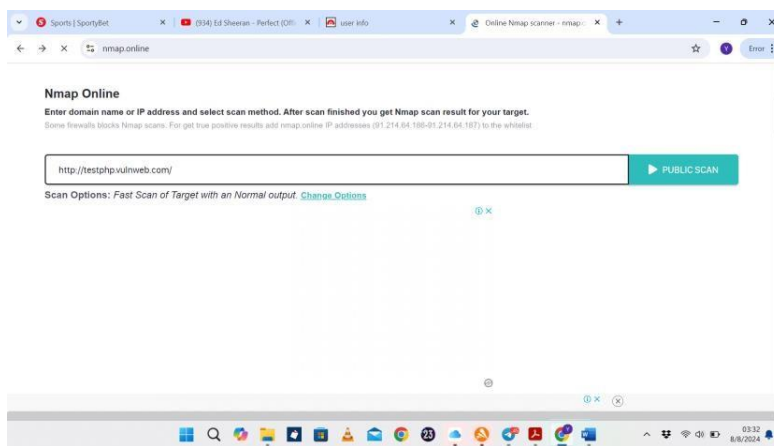 Sports | SportyBet
(934) Ed Sheeran - Perfect (Offi
user info
Online Nmap scanner - nmap.o
nmap.online
Error
Nmap Online
Enter domain name or IP address and select scan method. After scan finished you get Nmap scan result for your target.
Some firewalls blocks Nmap scans. For get true positive results add nmap.online IP addresses (91.214.64.186-91.214.64.187) to the whitelist
http://testphp.vulnweb.com/
PUBLIC SCAN
Scan Options: Fast Scan of Target with an Normal output. Change Options
23
03:32
8/8/2024